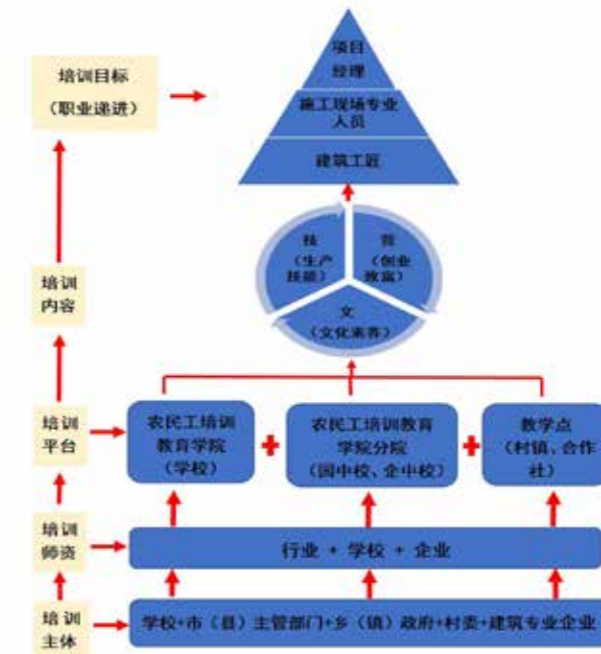 培训目标
（职业递进）
项目
经理
施工现场专业
人员
建筑工匠
培训
内容
技
（生产
技能）
营
（创业
致富）
文
（文化素养）
培训
平台
农民工培训
教育学院
（学校）
+
农民工培训教育
学院分院
（园中校、企中校）
+
教学点
（村镇、合作
社）
培训
师资
行业 + 学校 + 企业
培训
主体
学校+市（县）主管部门+乡（镇）政府+村委+建筑专业企业